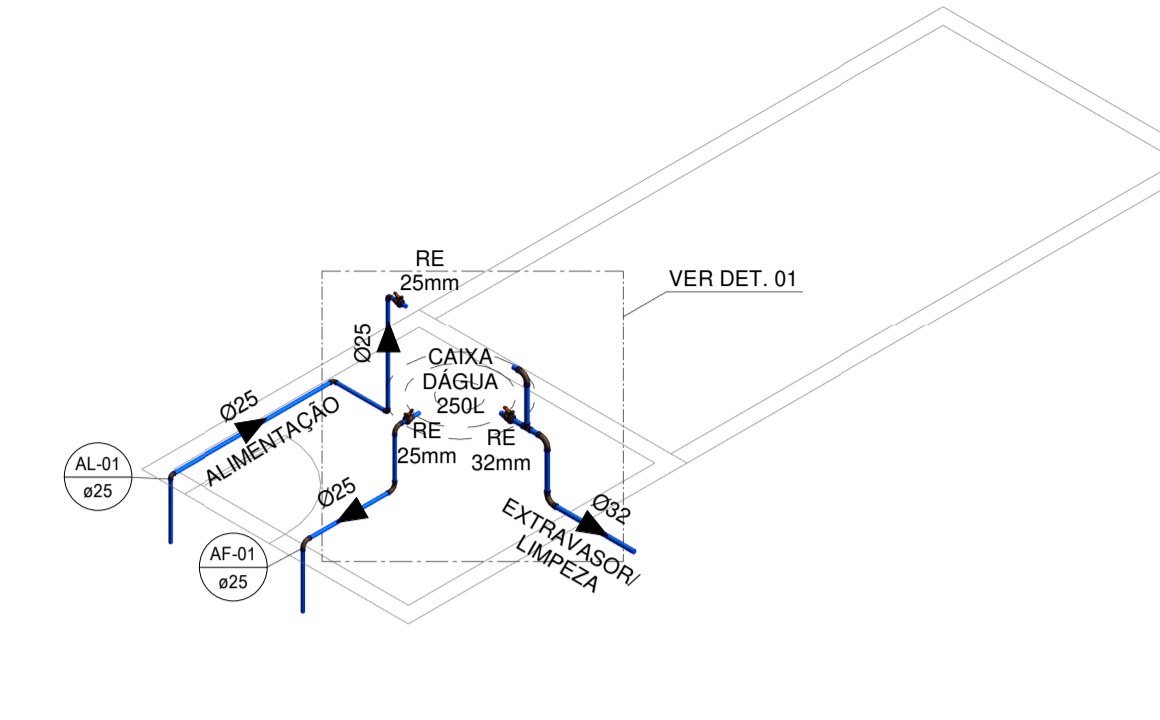 RE
25mm
VER DET. 01
Ø25
CAIXA
DÁGUA
250L
Ø25
ALIMENTAÇÃO
RE
25mm
RE
32mm
AL-01
ø25
Ø25
Ø32
EXTRAVASOR/
LIMPEZA
AF-01
ø25